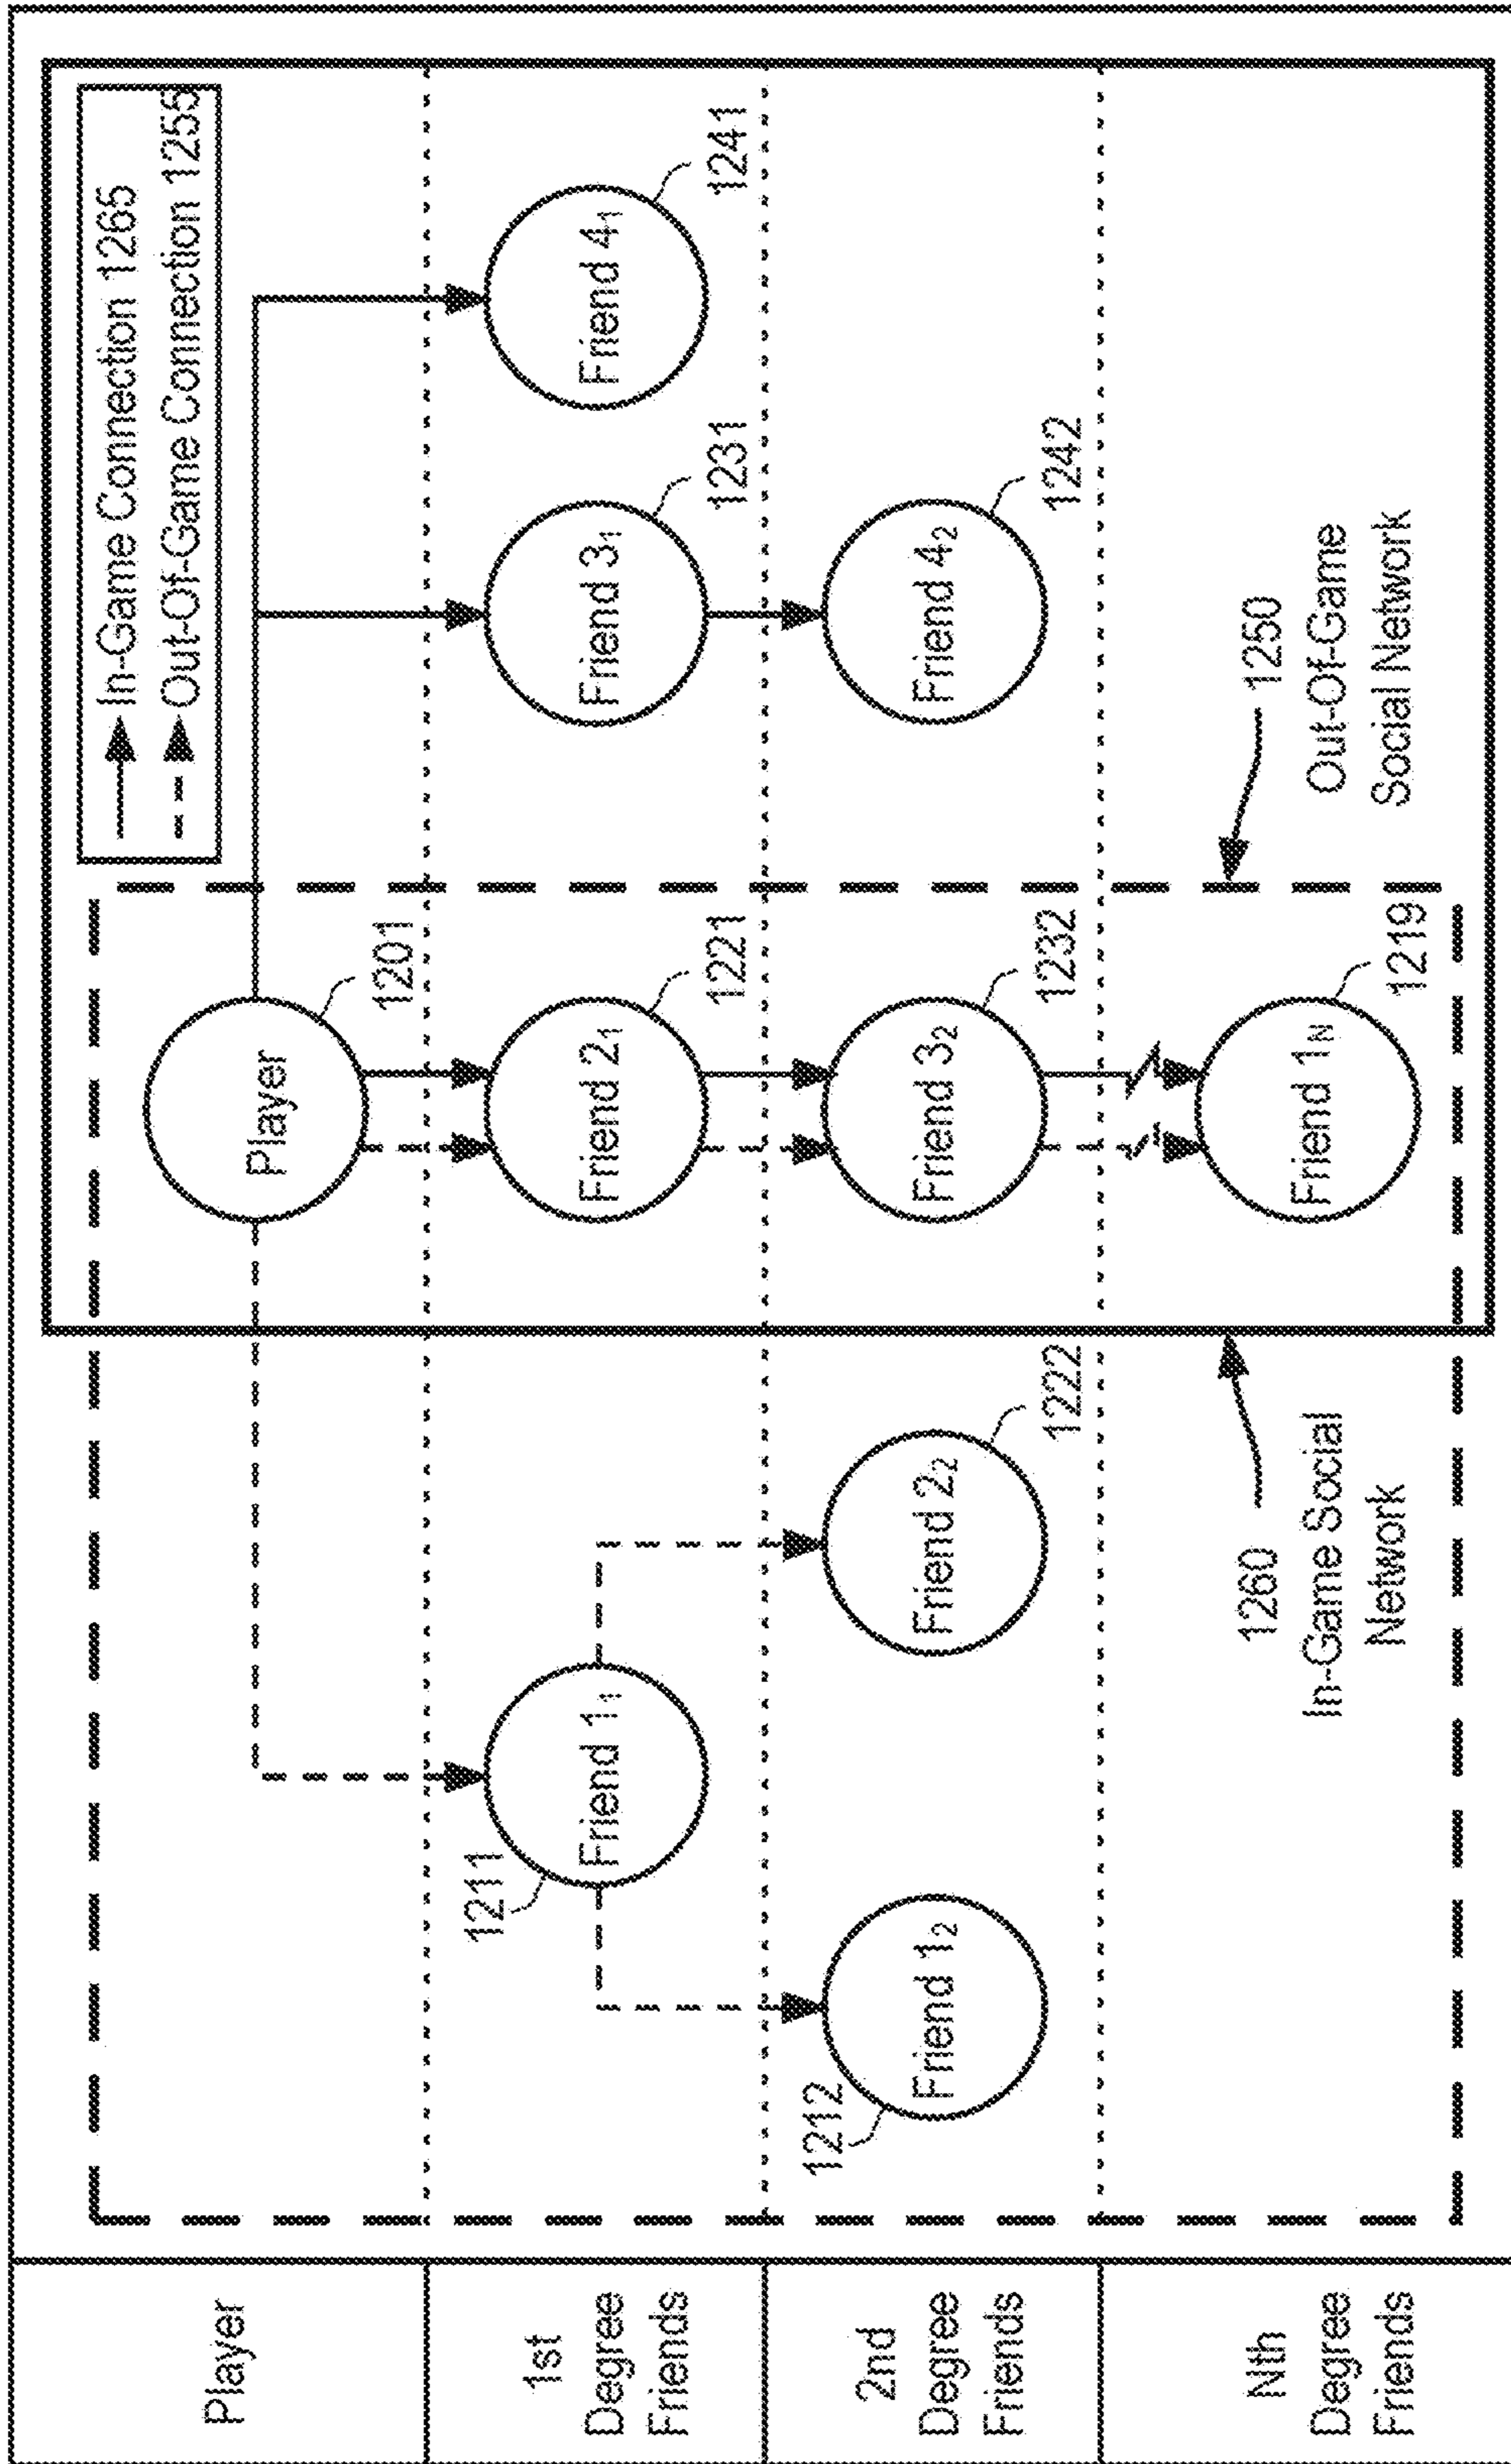 Player
1st
Degree
Friends
2nd
Degree
Friends
Nth
Degree
Friends
In-Game Connection 1265
Out-Of-Game Connection 1255
Player
1201
1211
Friend 1₁
Friend 2₁
1221
Friend 3₁
1231
Friend 4₁
1241
1212
Friend 1₂
Friend 2₂
1222
Friend 3₂
1232
Friend 4₂
1242
1260
In-Game Social
Network
Friend 1ₙ
1219
1250
Out-Of-Game
Social Network